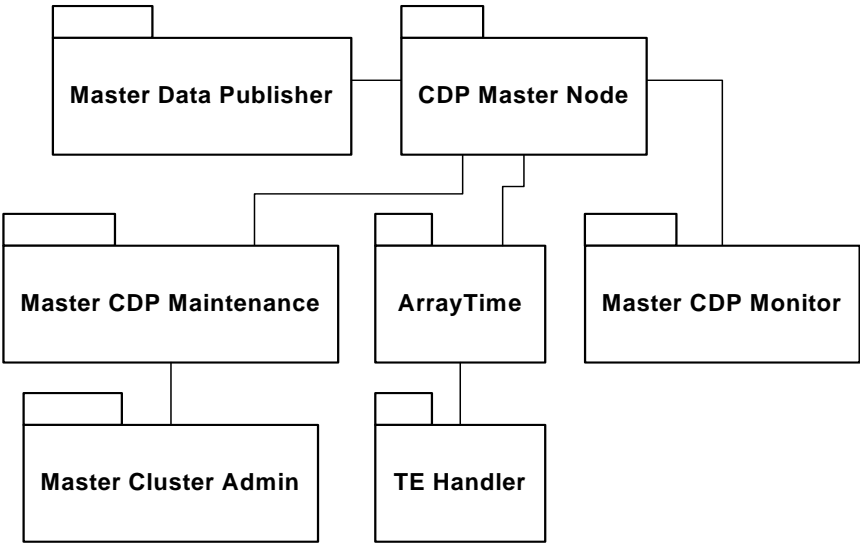 Master Data Publisher
CDP Master Node
Master CDP Maintenance
ArrayTime
Master CDP Monitor
Master Cluster Admin
TE Handler